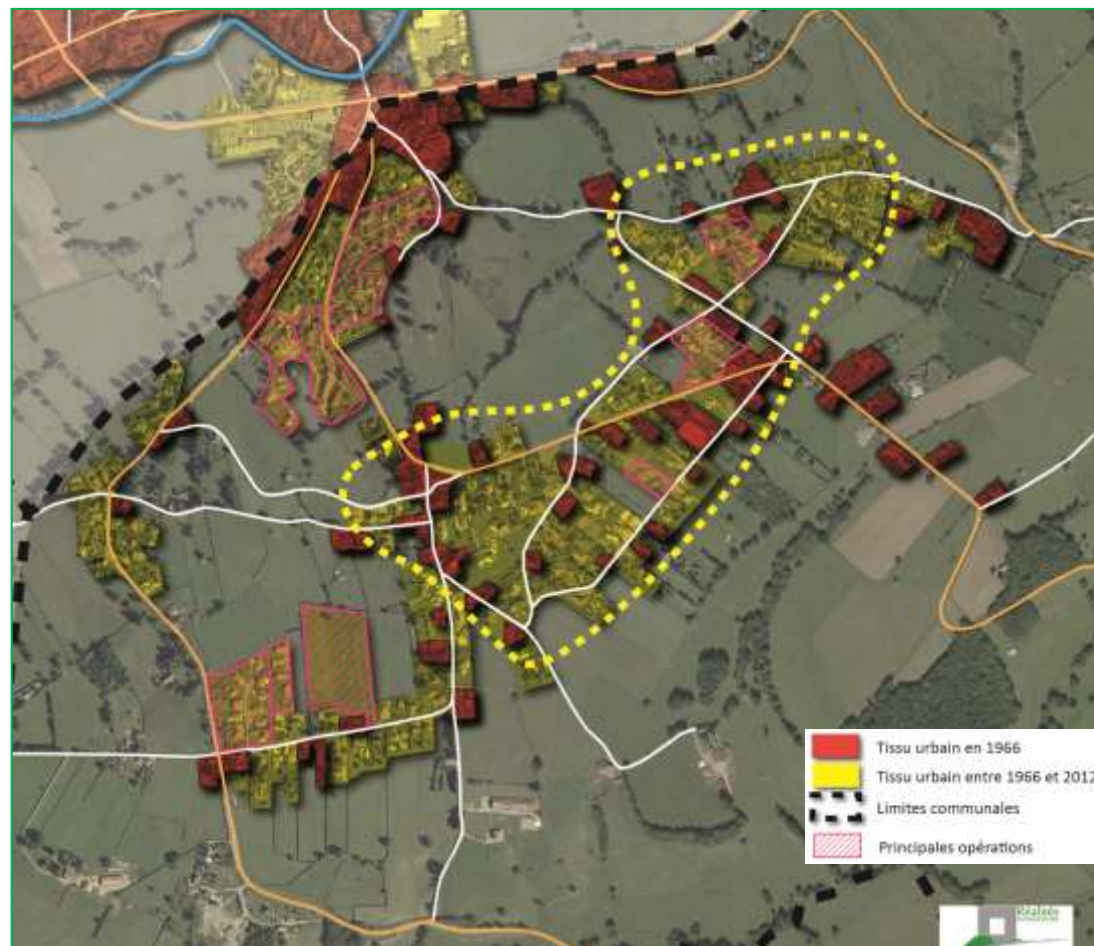 Tissu urbain en 1966
Tissu urbain entre 1966 et 2012
Limites communales
Principales opérations